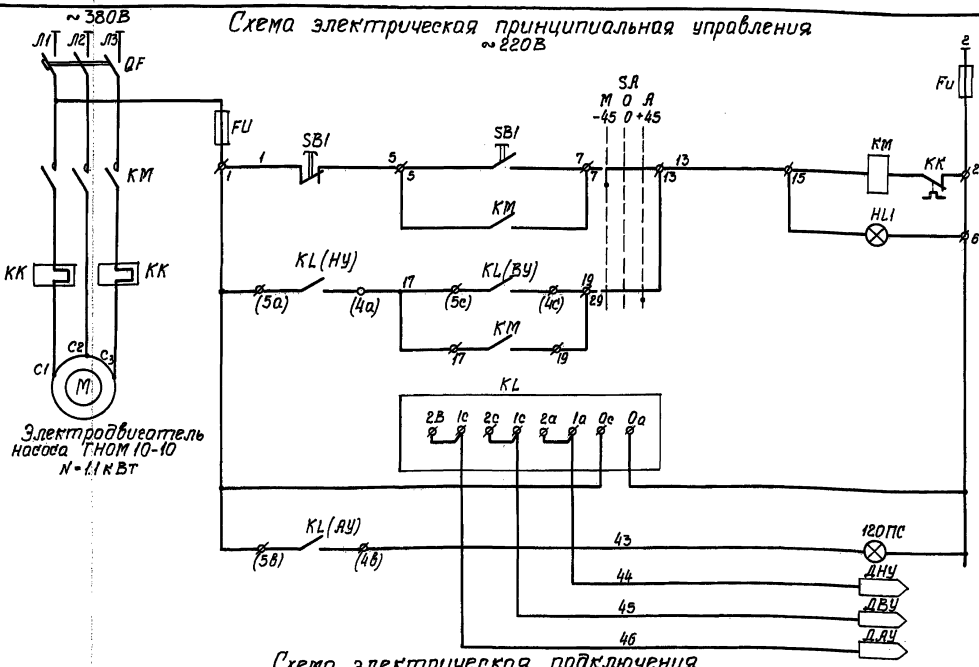 Схема электрическая принципиальная управления
~380В
~220В
Л1 Л2 Л3
QF
2
FU
FU
SA
М 0 А
-45 0 +45
SB1
SB1
КМ
КК
КМ
1
1
5
5
7
7
13
13
15
2
КМ
HL1
6
КК
КК
KL(НУ)
17
KL(ВУ)
19
29
(5а)
(4а)
(5с)
(4с)
КМ
17
19
С1
С2
С3
М
KL
2В 1с 2с 1с 2а 1а 0с 0а
Электродвигатель
насоса ГНОМ 10-10
N=1.1 кВт
KL(АУ)
(5в)
(4в)
43
120ПС
44
ДНУ
45
ДВУ
46
ДАУ
Схема электрическая подключения